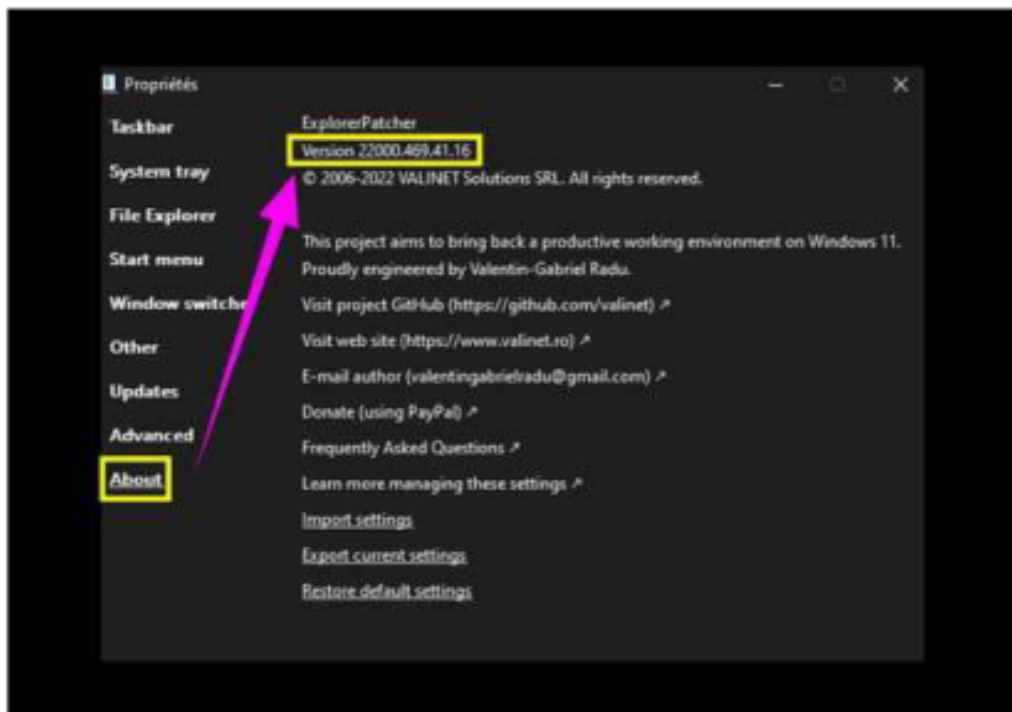 Propriétés
Taskbar
System tray
File Explorer
Start menu
Window switche
Other
Updates
Advanced
About
ExplorerPatcher
Version 22000.469.41.16
© 2006-2022 VALINET Solutions SRL. All rights reserved.
This project aims to bring back a productive working environment on Windows 11.
Proudly engineered by Valentin-Gabriel Radu.
Visit project GitHub (https://github.com/valinet) ↗
Visit web site (https://www.valinet.ro) ↗
E-mail author (valentingabrielradu@gmail.com) ↗
Donate (using PayPal) ↗
Frequently Asked Questions ↗
Learn more managing these settings ↗
Import settings
Export current settings
Restore default settings